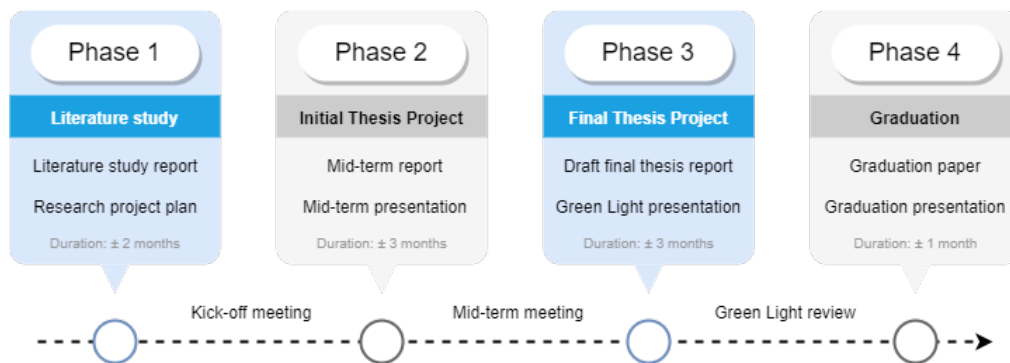 Phase 1
Literature study
Literature study report
Research project plan
Duration: ± 2 months
Phase 2
Initial Thesis Project
Mid-term report
Mid-term presentation
Duration: ± 3 months
Phase 3
Final Thesis Project
Draft final thesis report
Green Light presentation
Duration: ± 3 months
Phase 4
Graduation
Graduation paper
Graduation presentation
Duration: ± 1 month
Kick-off meeting
Mid-term meeting
Green Light review